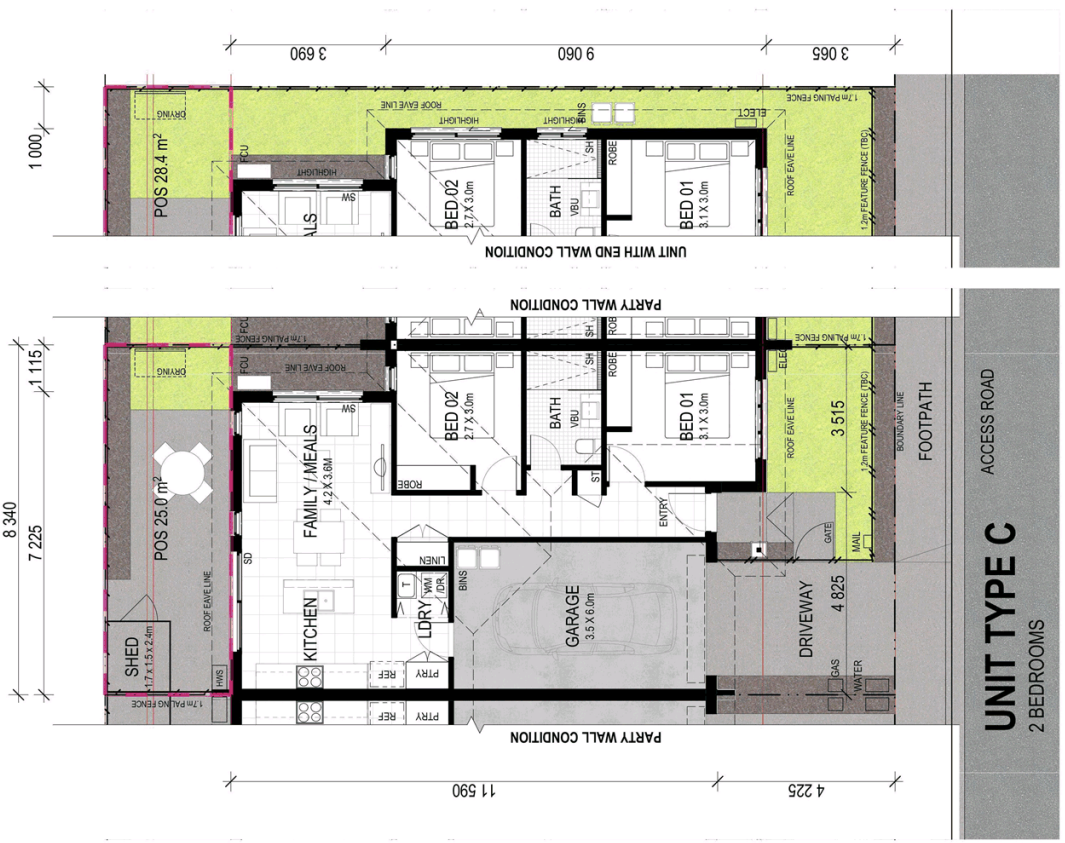 3 690
9 060
3 065
1 000
DRYING
POS 28.4 m²
FCU
HIGHLIGHT
SW
ROOF EAVE LINE
HIGHLIGHT
HIGHLIGHT
BINS
ELECT
1.7m PALING FENCE
BED 02
2.7 X 3.0m
BATH
VBU
SH
ROBE
BED 01
3.1 X 3.0m
ROOF EAVE LINE
1.2m FEATURE FENCE (TBC)
ALS
UNIT WITH END WALL CONDITION
PARTY WALL CONDITION
FCU
1.7m PALING FENCE
SH
ROBE
1.7m PALING FENCE
1 115
8 340
7 225
DRYING
FCU
ROOF EAVE LINE
SW
POS 25.0 m²
FAMILY / MEALS
4.2 X 3.6M
BED 02
2.7 X 3.0m
ROBE
BATH
VBU
SH
ROBE
ST
BED 01
3.1 X 3.0m
ELEC
ROOF EAVE LINE
3 515
1.2m FEATURE FENCE (TBC)
BOUNDARY LINE
FOOTPATH
ACCESS ROAD
ENTRY
GATE
MAIL
SD
LINEN
BINS
T
WM
/DR.
LDRY
KITCHEN
REF
PTRY
GARAGE
3.5 X 6.0m
DRIVEWAY
4 825
GAS
WATER
ROOF EAVE LINE
SHED
1.7 x 1.5 x 2.4m
HWS
1.7m PALING FENCE
REF
PTRY
PARTY WALL CONDITION
11 590
4 225
UNIT TYPE C
2 BEDROOMS